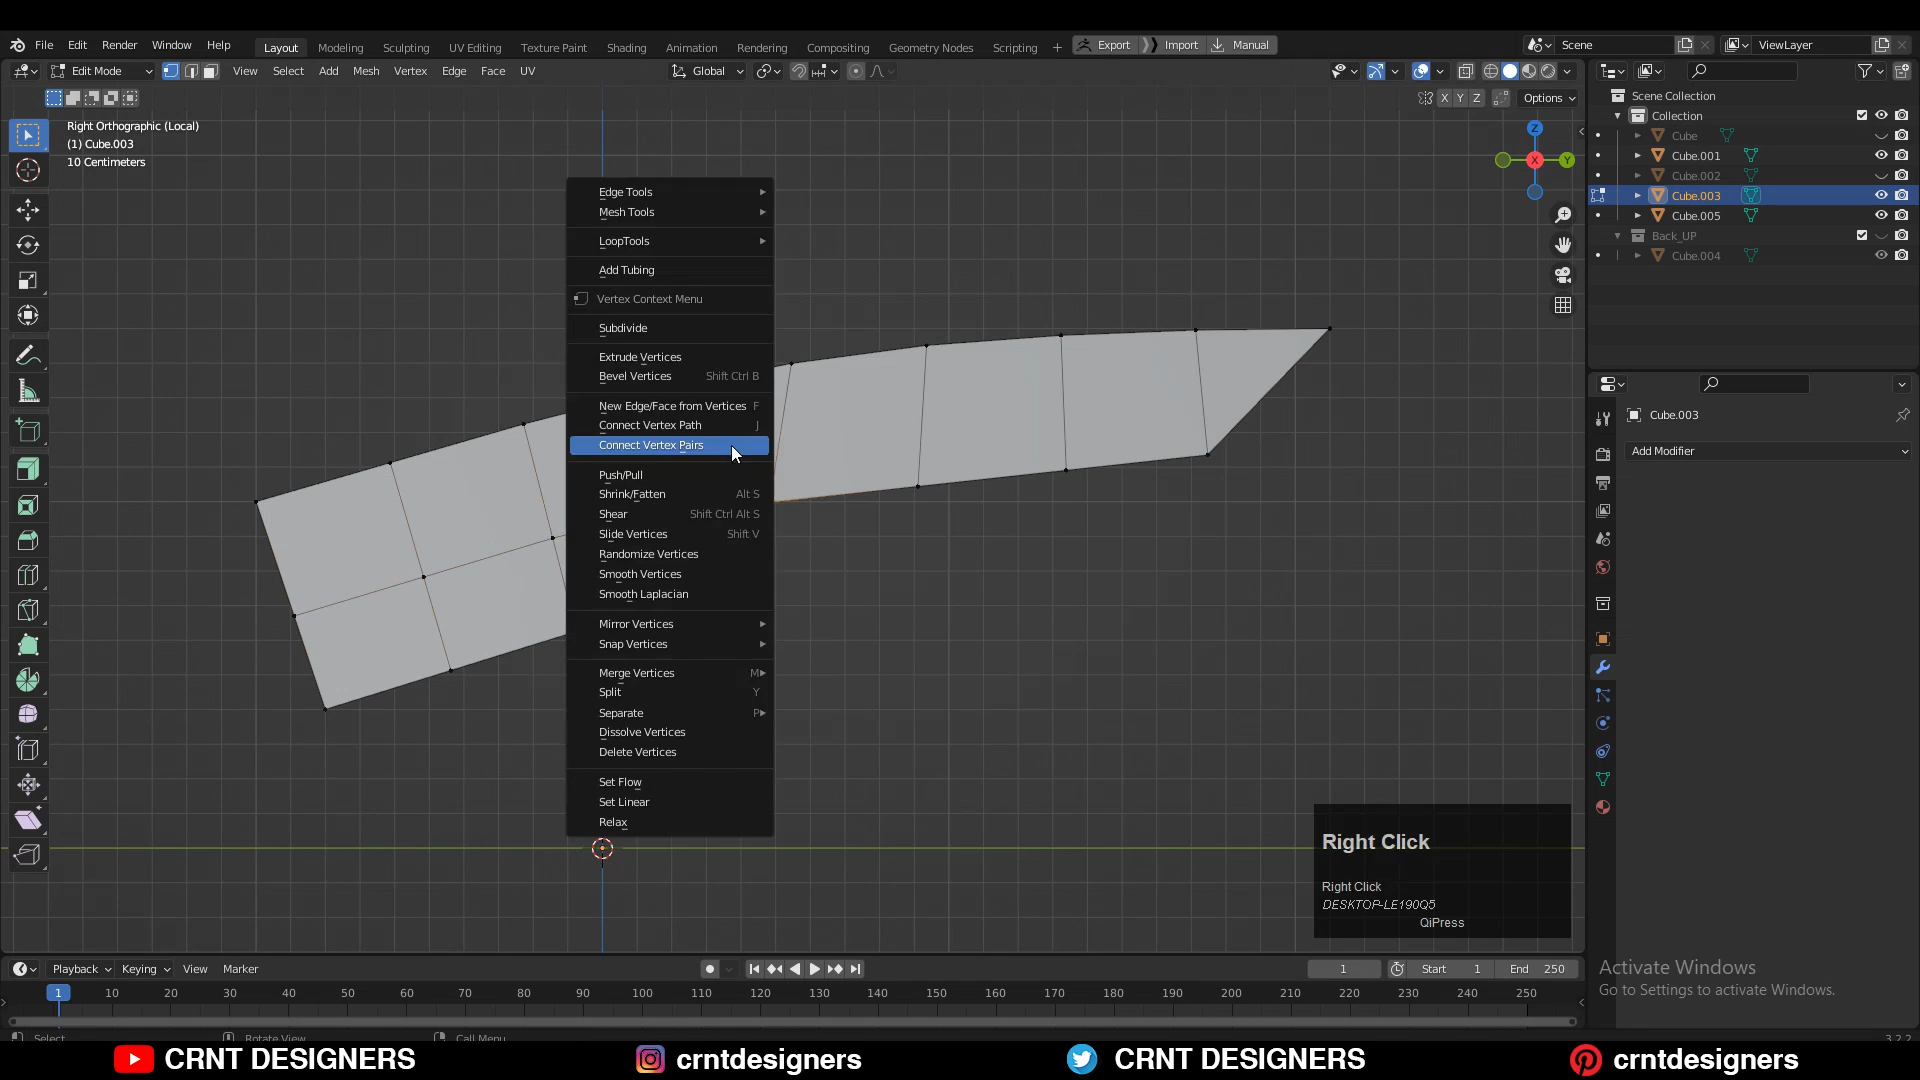 File Edit Render Window Help Layout Modeling Sculpting UV Editing Texture Paint Shading Animation Rendering Compositing Geometry Nodes Scripting + Export Import Manual Scene ViewLayer
Edit Mode View Select Add Mesh Vertex Edge Face UV Global
X Y Z Options
Right Orthographic (Local)
(1) Cube.003
10 Centimeters
Z
X
Y
Scene Collection
Collection
Cube
Cube.001
Cube.002
Cube.003
Cube.005
Back_UP
Cube.004
Cube.003
Add Modifier
Edge Tools
Mesh Tools
LoopTools
Add Tubing
Vertex Context Menu
Subdivide
Extrude Vertices
Bevel Vertices Shift Ctrl B
New Edge/Face from Vertices F
Connect Vertex Path J
Connect Vertex Pairs
Push/Pull
Shrink/Fatten Alt S
Shear Shift Ctrl Alt S
Slide Vertices Shift V
Randomize Vertices
Smooth Vertices
Smooth Laplacian
Mirror Vertices
Snap Vertices
Merge Vertices M
Split Y
Separate P
Dissolve Vertices
Delete Vertices
Set Flow
Set Linear
Relax
Right Click
Right Click
DESKTOP-LE190Q5
QiPress
Activate Windows
Go to Settings to activate Windows.
Playback Keying View Marker 1 Start 1 End 250
1 10 20 30 40 50 60 70 80 90 100 110 120 130 140 150 160 170 180 190 200 210 220 230 240 250
Select Rotate View Call Menu 3.2.2
CRNT DESIGNERS crntdesigners CRNT DESIGNERS crntdesigners